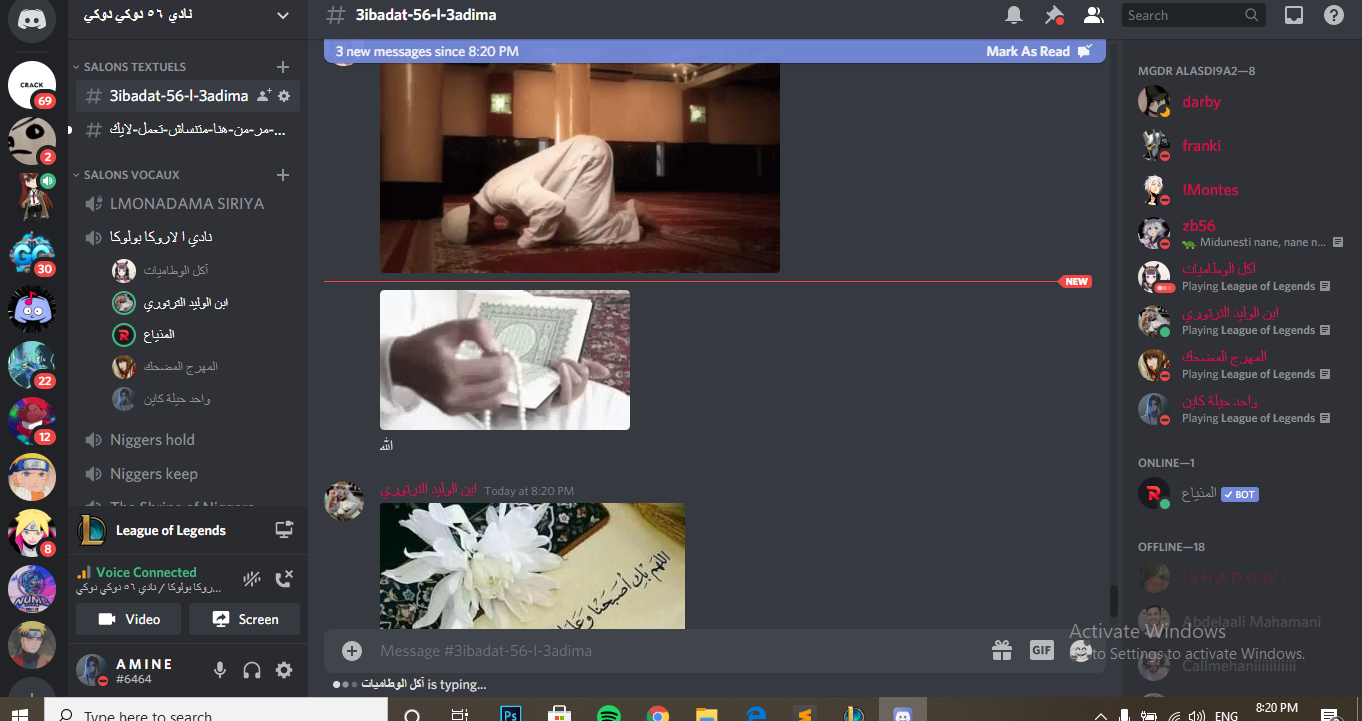 نادي ٥٦ دوكي دوكي
3ibadat-56-l-3adima
Search
CRACK
69
2
30
22
12
8
SALONS TEXTUELS
3ibadat-56-l-3adima
مر-من-هنا-متنساش-تعمل-لايك-...
SALONS VOCAUX
LMONADAMA SIRIYA
نادي ا لاروكا بولوكا
أكل الوطاميات
ابن الوليد الترتوري
المنياع
المهرج المضحك
واحد حيلة كاين
Niggers hold
Niggers keep
The Shrine of Niggers
League of Legends
Voice Connected
روكا بولوكا / نادي ٥٦ دوكي دوكي...
Video
Screen
AMINE
#6464
3 new messages since 8:20 PM
Mark As Read
NEW
الله
ابن الوليد الترتوري Today at 8:20 PM
اللهم بك أصبحنا
Message #3ibadat-56-l-3adima
GIF
أكل الوطاميات is typing...
MGDR ALASDI9A2—8
darby
franki
IMontes
zb56
Midunesti nane, nane n...
أكل الوطاميات
Playing League of Legends
ابن الوليد الترتوري
Playing League of Legends
المهرج المضحك
Playing League of Legends
واحد حيلة كاين
Playing League of Legends
ONLINE—1
المنياع BOT
OFFLINE—18
ISHADOWI
Abdelaali Mahamani
Callmehaniiiiiiiiiii
Activate Windows
to Settings to activate Windows.
Type here to search
Ps
ENG
8:20 PM